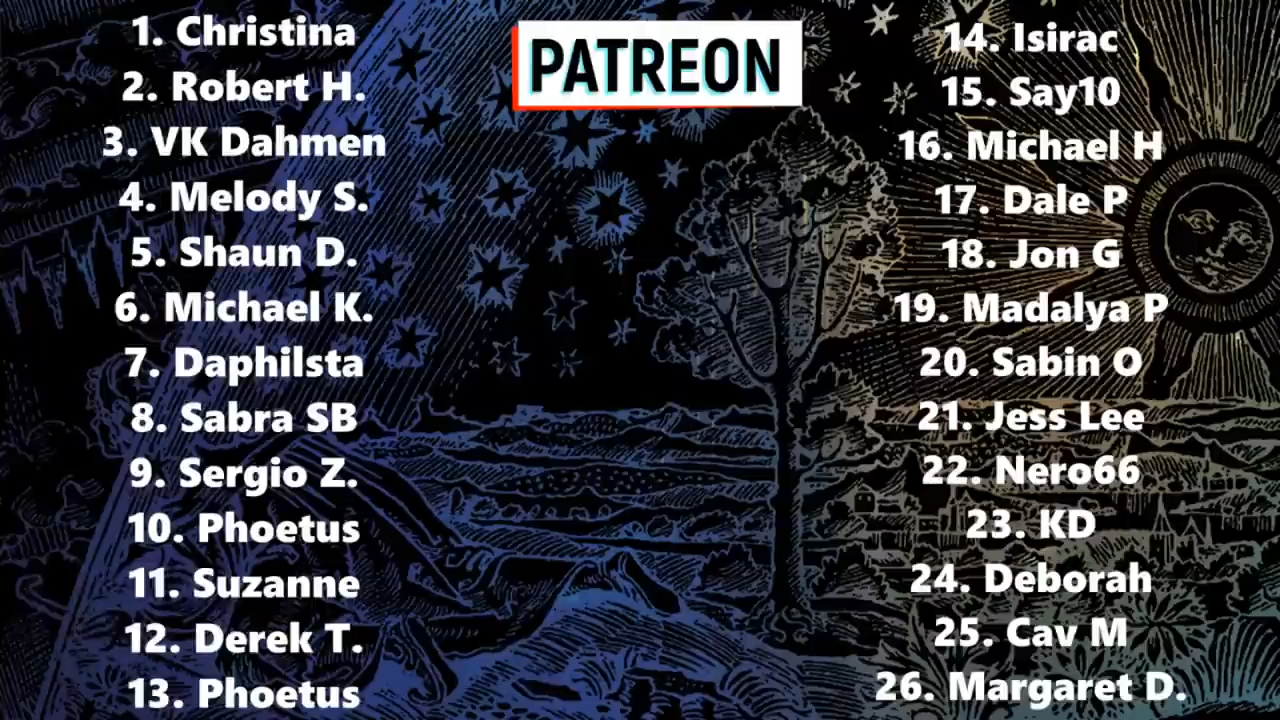 PATREON
1. Christina
2. Robert H.
3. VK Dahmen
4. Melody S.
5. Shaun D.
6. Michael K.
7. Daphilsta
8. Sabra SB
9. Sergio Z.
10. Phoetus
11. Suzanne
12. Derek T.
13. Phoetus
14. Isirac
15. Say10
16. Michael H
17. Dale P
18. Jon G
19. Madalya P
20. Sabin O
21. Jess Lee
22. Nero66
23. KD
24. Deborah
25. Cav M
26. Margaret D.